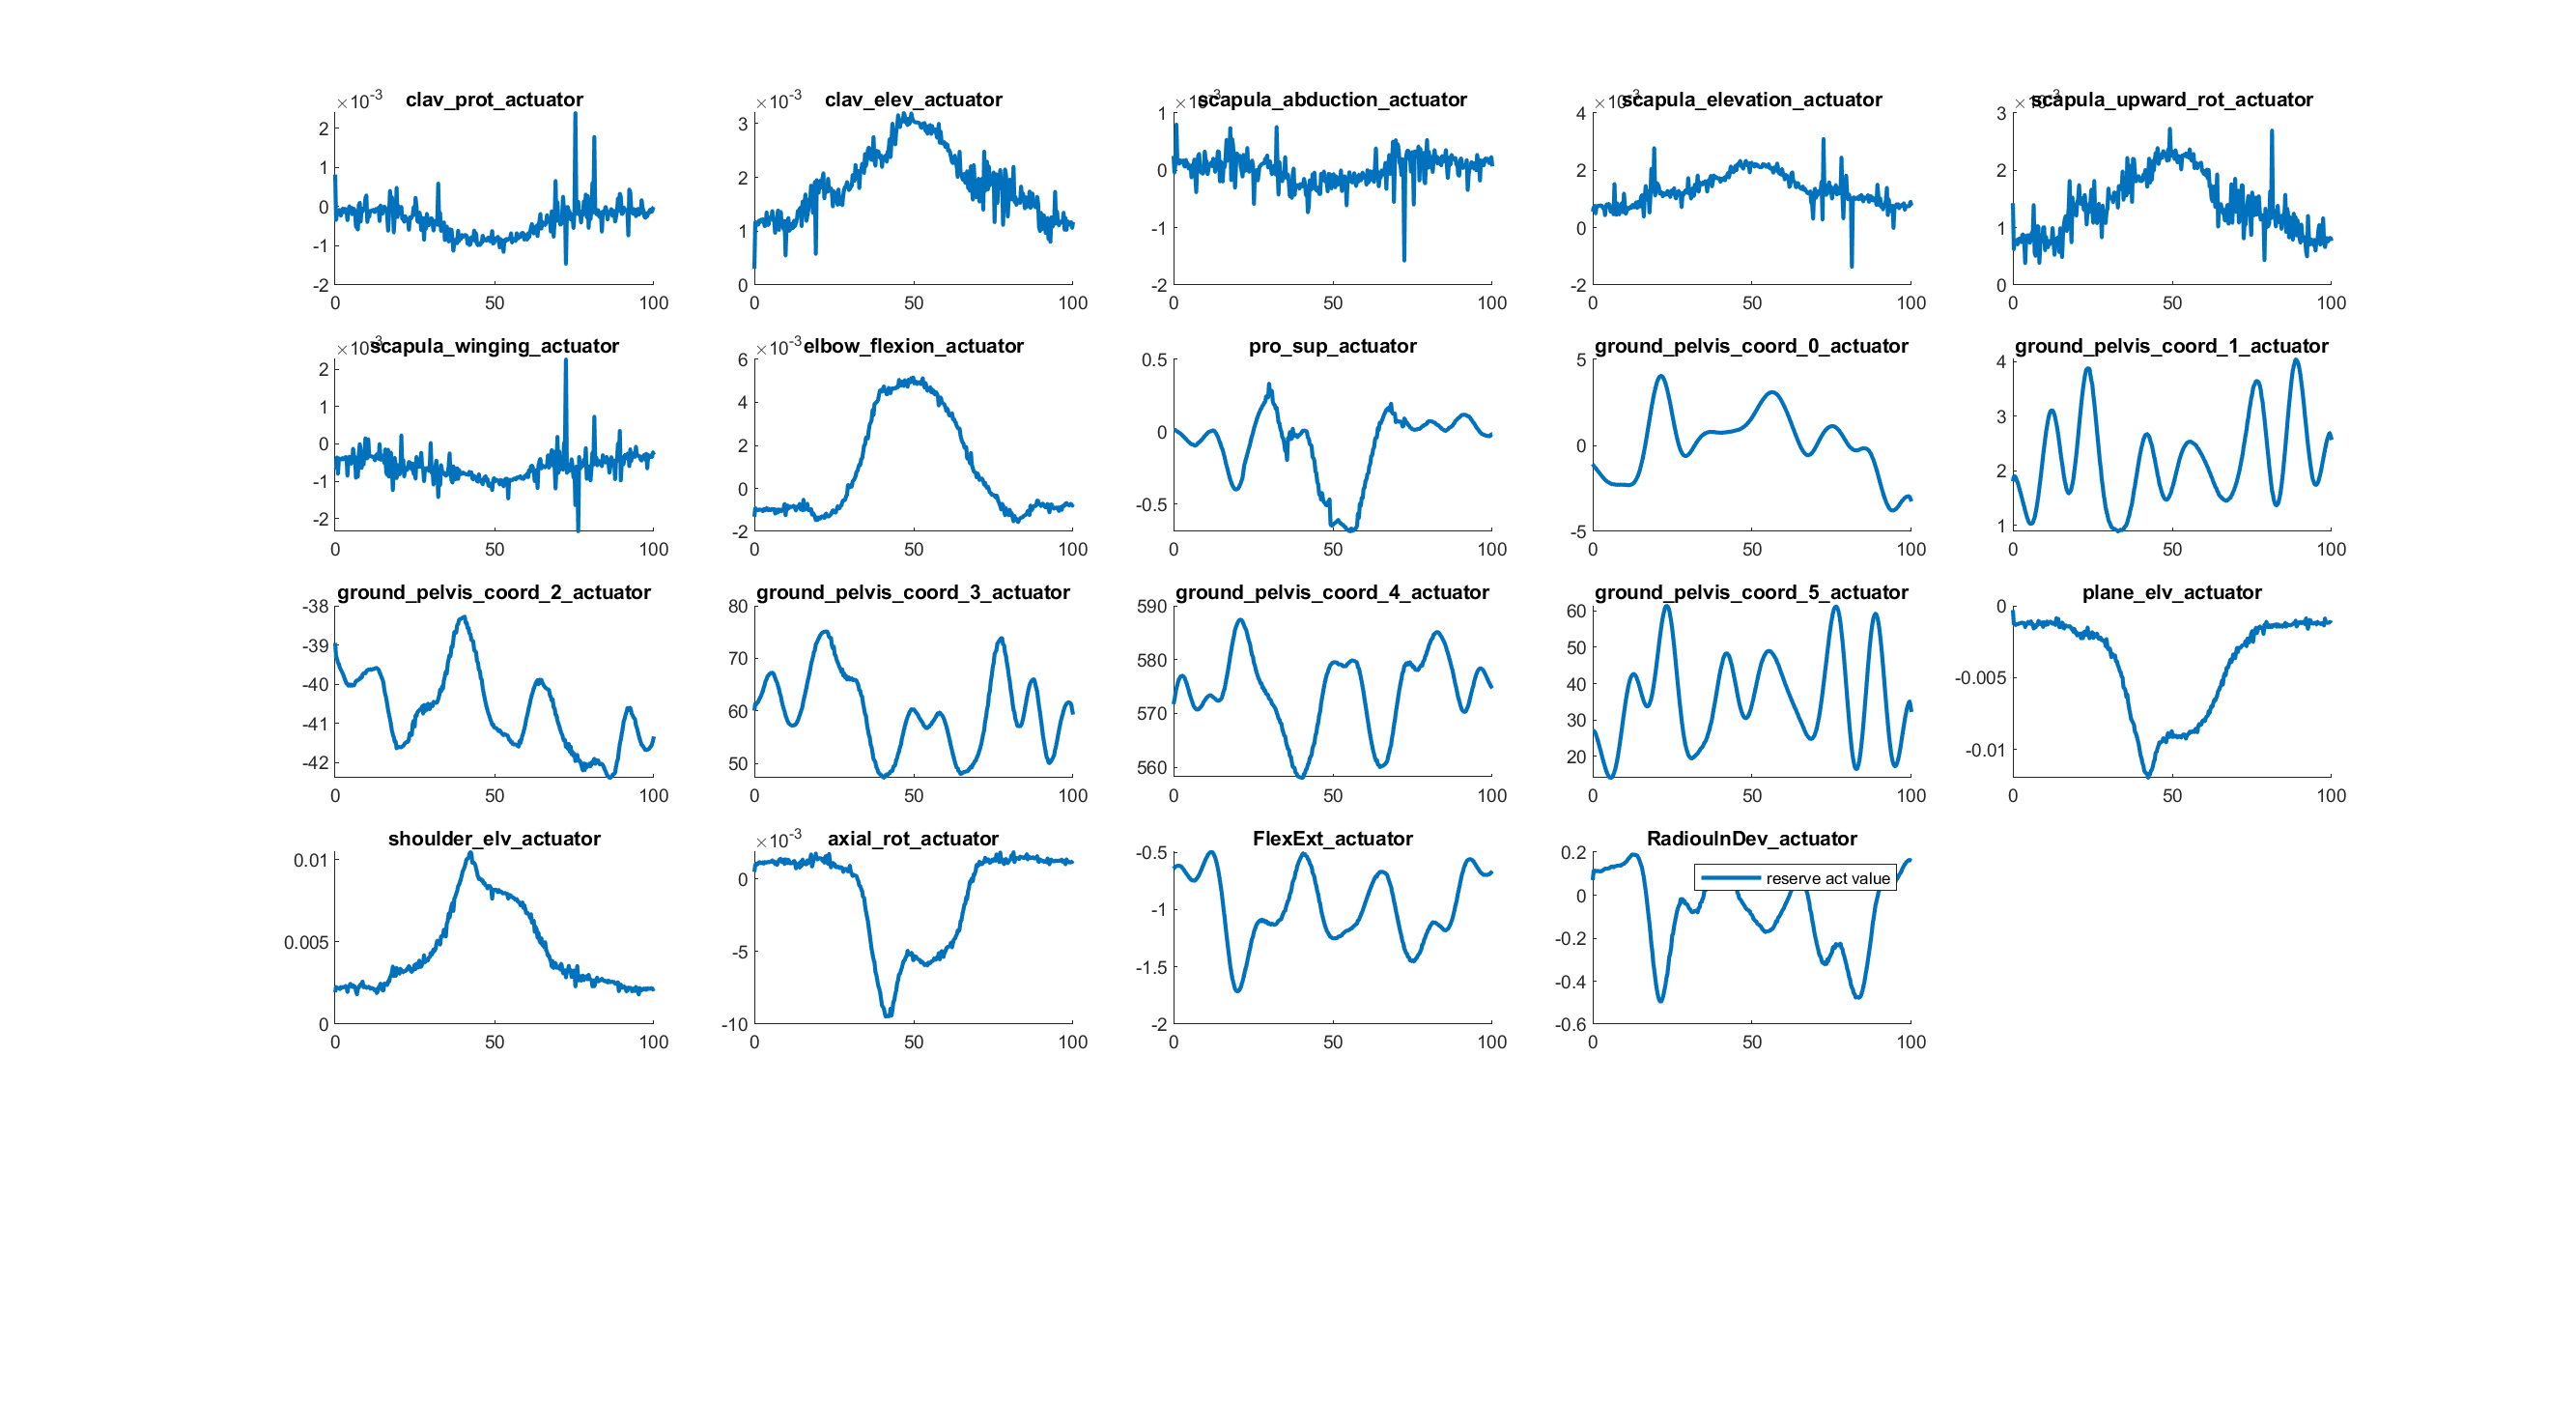 ×10-3 clav_prot_actuator
2
1
0
-1
-2
0 50 100
×10-3 clav_elev_actuator
3
2
1
0
0 50 100
×10-3 scapula_abduction_actuator
1
0
-1
-2
0 50 100
×10-3 scapula_elevation_actuator
4
2
0
-2
0 50 100
×10-3 scapula_upward_rot_actuator
3
2
1
0
0 50 100
×10-3 scapula_winging_actuator
2
1
0
-1
-2
0 50 100
×10-3 elbow_flexion_actuator
6
4
2
0
-2
0 50 100
pro_sup_actuator
0.5
0
-0.5
0 50 100
ground_pelvis_coord_0_actuator
5
0
-5
0 50 100
ground_pelvis_coord_1_actuator
4
3
2
1
0 50 100
ground_pelvis_coord_2_actuator
-38
-39
-40
-41
-42
0 50 100
ground_pelvis_coord_3_actuator
80
70
60
50
0 50 100
ground_pelvis_coord_4_actuator
590
580
570
560
0 50 100
ground_pelvis_coord_5_actuator
60
50
40
30
20
0 50 100
plane_elv_actuator
0
-0.005
-0.01
0 50 100
shoulder_elv_actuator
0.01
0.005
0
0 50 100
×10-3 axial_rot_actuator
0
-5
-10
0 50 100
FlexExt_actuator
-0.5
-1
-1.5
-2
0 50 100
RadioulnDev_actuator
0.2
0
-0.2
-0.4
-0.6
0 50 100
reserve act value